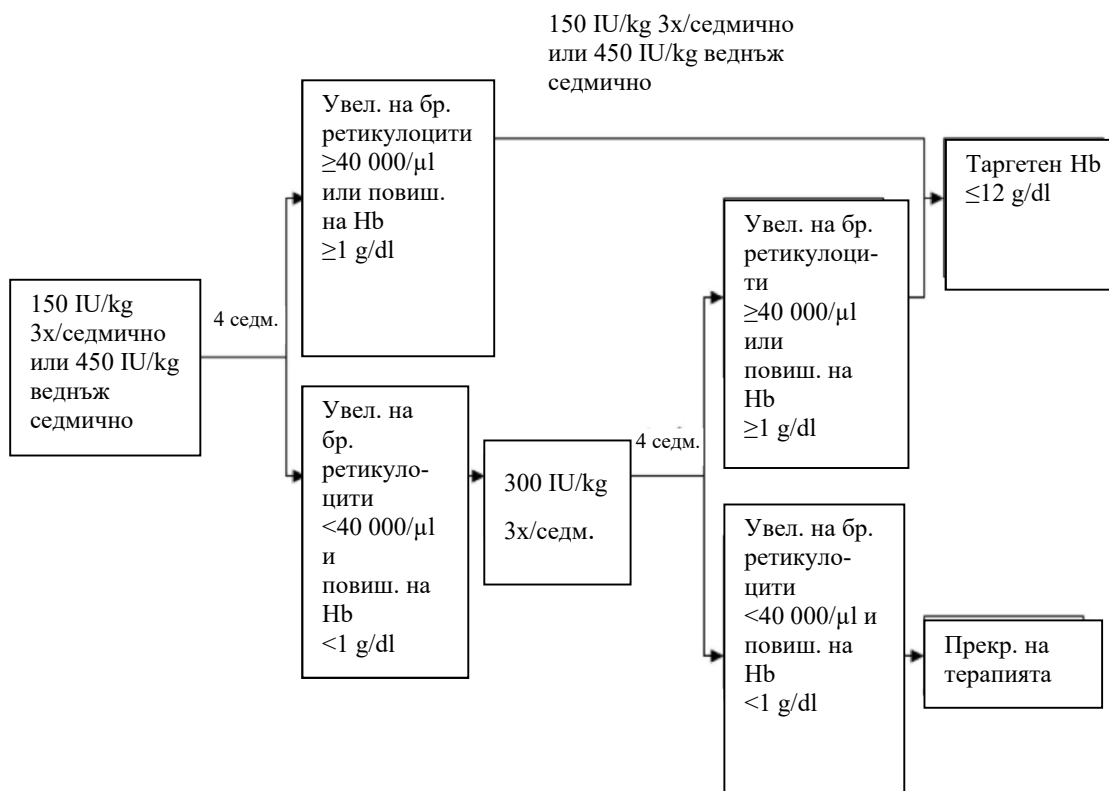 150 IU/kg 3x/седмично
или 450 IU/kg веднъж
седмично
Увел. на бр.
ретикулоцити
≥40 000/µl
или повиш.
на Hb
≥1 g/dl
Таргетен Hb
≤12 g/dl
Увел. на бр.
ретикулоци-
ти
≥40 000/µl
или
повиш. на
Hb
≥1 g/dl
150 IU/kg
3x/седмично
или 450 IU/kg
веднъж
седмично
4 седм.
Увел. на
бр.
ретикуло-
цити
<40 000/µl
и
повиш. на
Hb
<1 g/dl
300 IU/kg
3x/седм.
4 седм.
Увел. на бр.
ретикуло-
цити
<40 000/µl и
повиш. на
Hb
<1 g/dl
Прекр. на
терапията